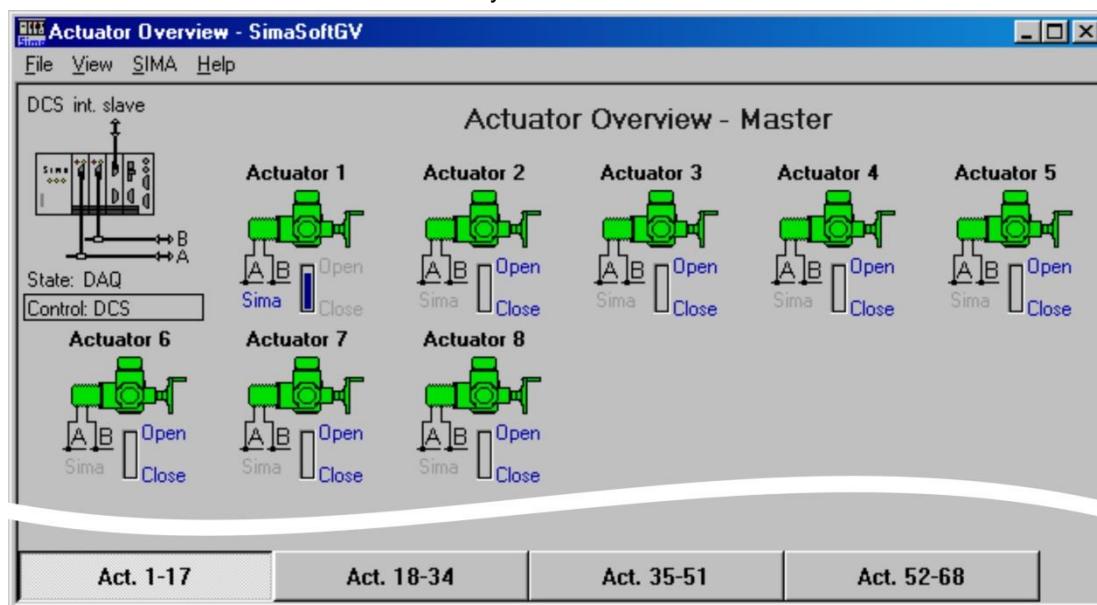 Actuator Overview - SimaSoftGV
File View SIMA Help
DCS int. slave
Actuator Overview - Master
Sima
B
A
State: DAQ
Control: DCS
Actuator 1
A B
Open
Sima
Close
Actuator 2
A B
Open
Sima
Close
Actuator 3
A B
Open
Sima
Close
Actuator 4
A B
Open
Sima
Close
Actuator 5
A B
Open
Sima
Close
Actuator 6
A B
Open
Sima
Close
Actuator 7
A B
Open
Sima
Close
Actuator 8
A B
Open
Sima
Close
Act. 1-17
Act. 18-34
Act. 35-51
Act. 52-68